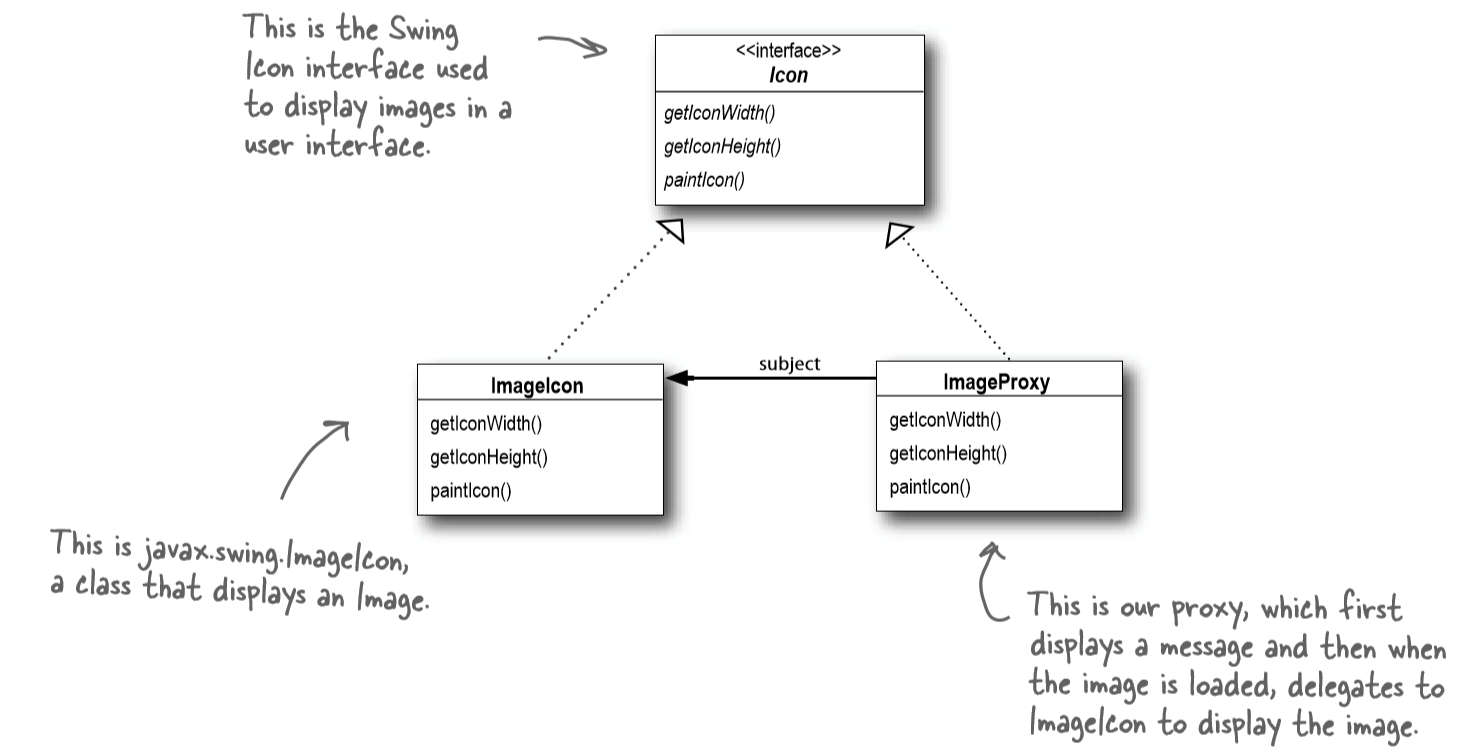 This is the Swing
Icon interface used
to display images in a
user interface.
<<interface>>
Icon
getIconWidth()
getIconHeight()
paintIcon()
subject
ImageIcon
getIconWidth()
getIconHeight()
paintIcon()
ImageProxy
getIconWidth()
getIconHeight()
paintIcon()
This is javax.swing.ImageIcon,
a class that displays an Image.
This is our proxy, which first
displays a message and then when
the image is loaded, delegates to
ImageIcon to display the image.